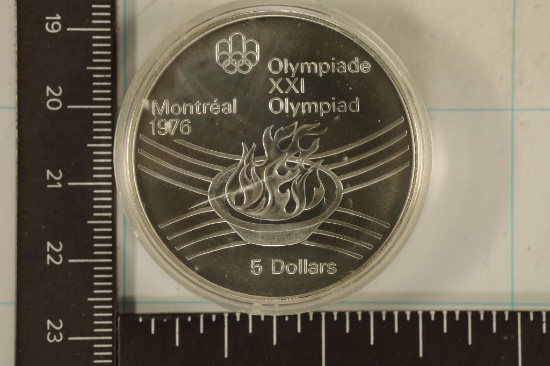 Olympiade
XXI
Olympiad
Montréal
1976
5 Dollars
19
20
21
22
23